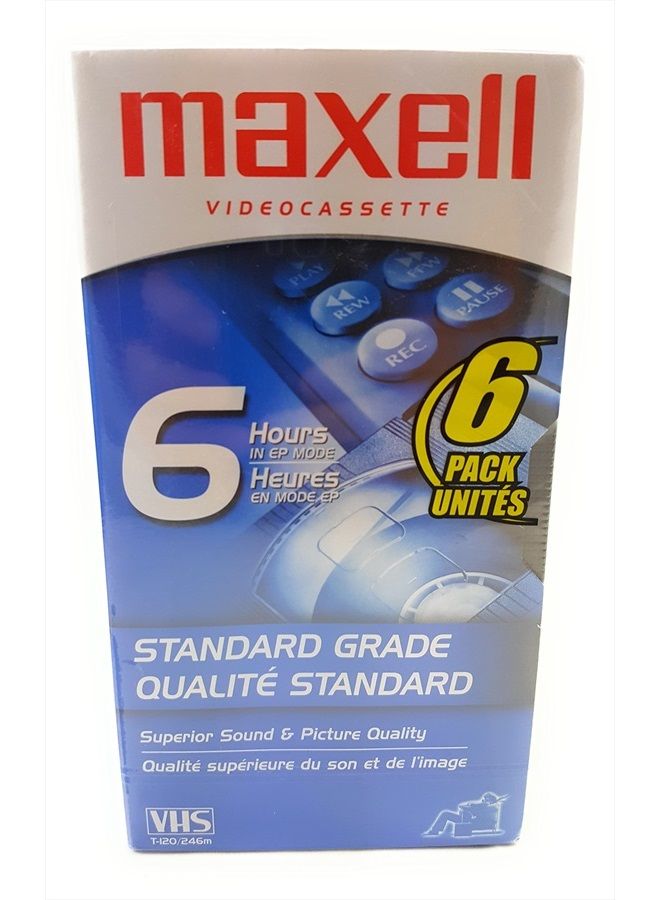 maxell
VIDEOCASSETTE
PLAY
FFW
REW
PAUSE
REC
6
Hours
IN EP MODE
Heures
EN MODE EP
6
PACK
UNITÉS
STANDARD GRADE
QUALITÉ STANDARD
Superior Sound & Picture Quality
Qualité supérieure du son et de l'image
VHS
T-120/246m